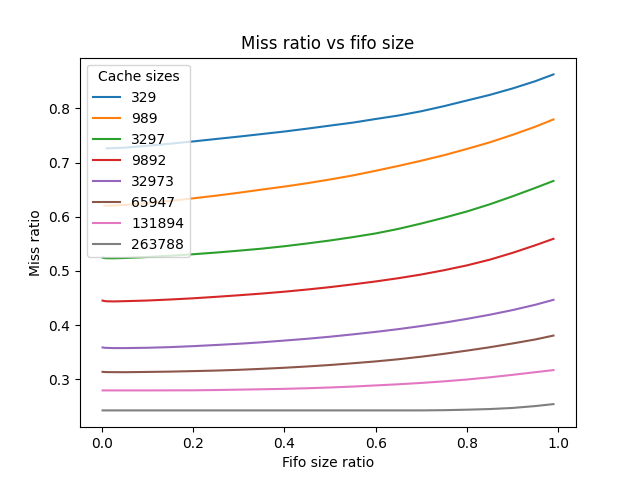 Miss ratio vs fifo size
Cache sizes
329
989
3297
9892
32973
65947
131894
263788
Miss ratio
0.8
0.7
0.6
0.5
0.4
0.3
0.0 0.2 0.4 0.6 0.8 1.0
Fifo size ratio